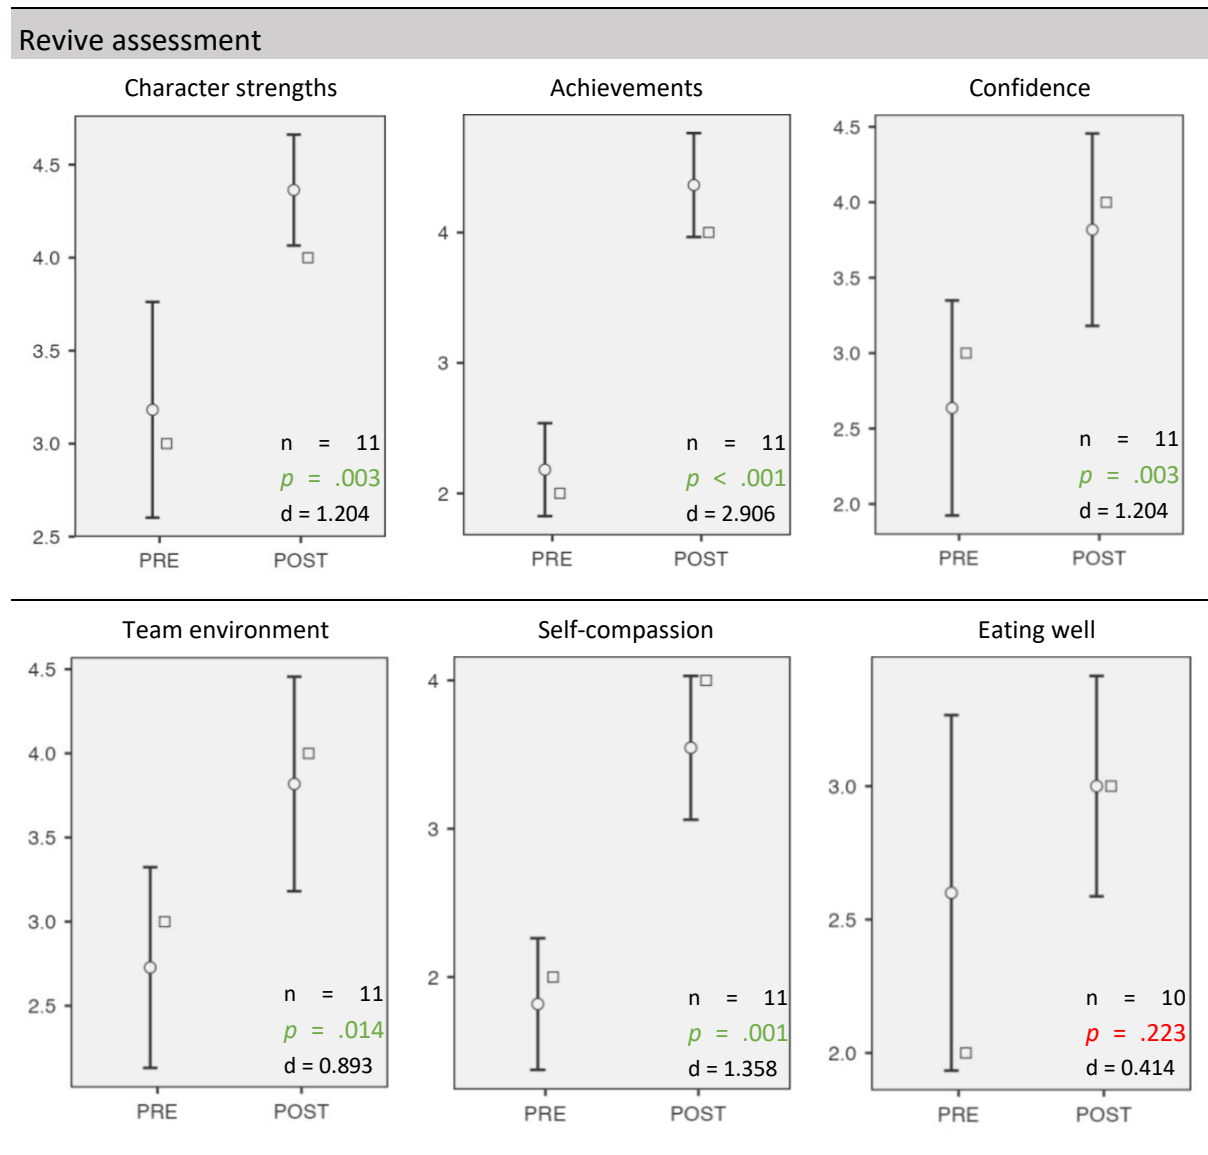 Revive assessment
Character strengths
4.5
4.0
3.5
3.0
2.5
n = 11
p = .003
d = 1.204
PRE POST
Achievements
4
3
2
n = 11
p < .001
d = 2.906
PRE POST
Confidence
4.5
4.0
3.5
3.0
2.5
2.0
n = 11
p = .003
d = 1.204
PRE POST
Team environment
4.5
4.0
3.5
3.0
2.5
n = 11
p = .014
d = 0.893
PRE POST
Self-compassion
4
3
2
n = 11
p = .001
d = 1.358
PRE POST
Eating well
3.0
2.5
2.0
n = 10
p = .223
d = 0.414
PRE POST